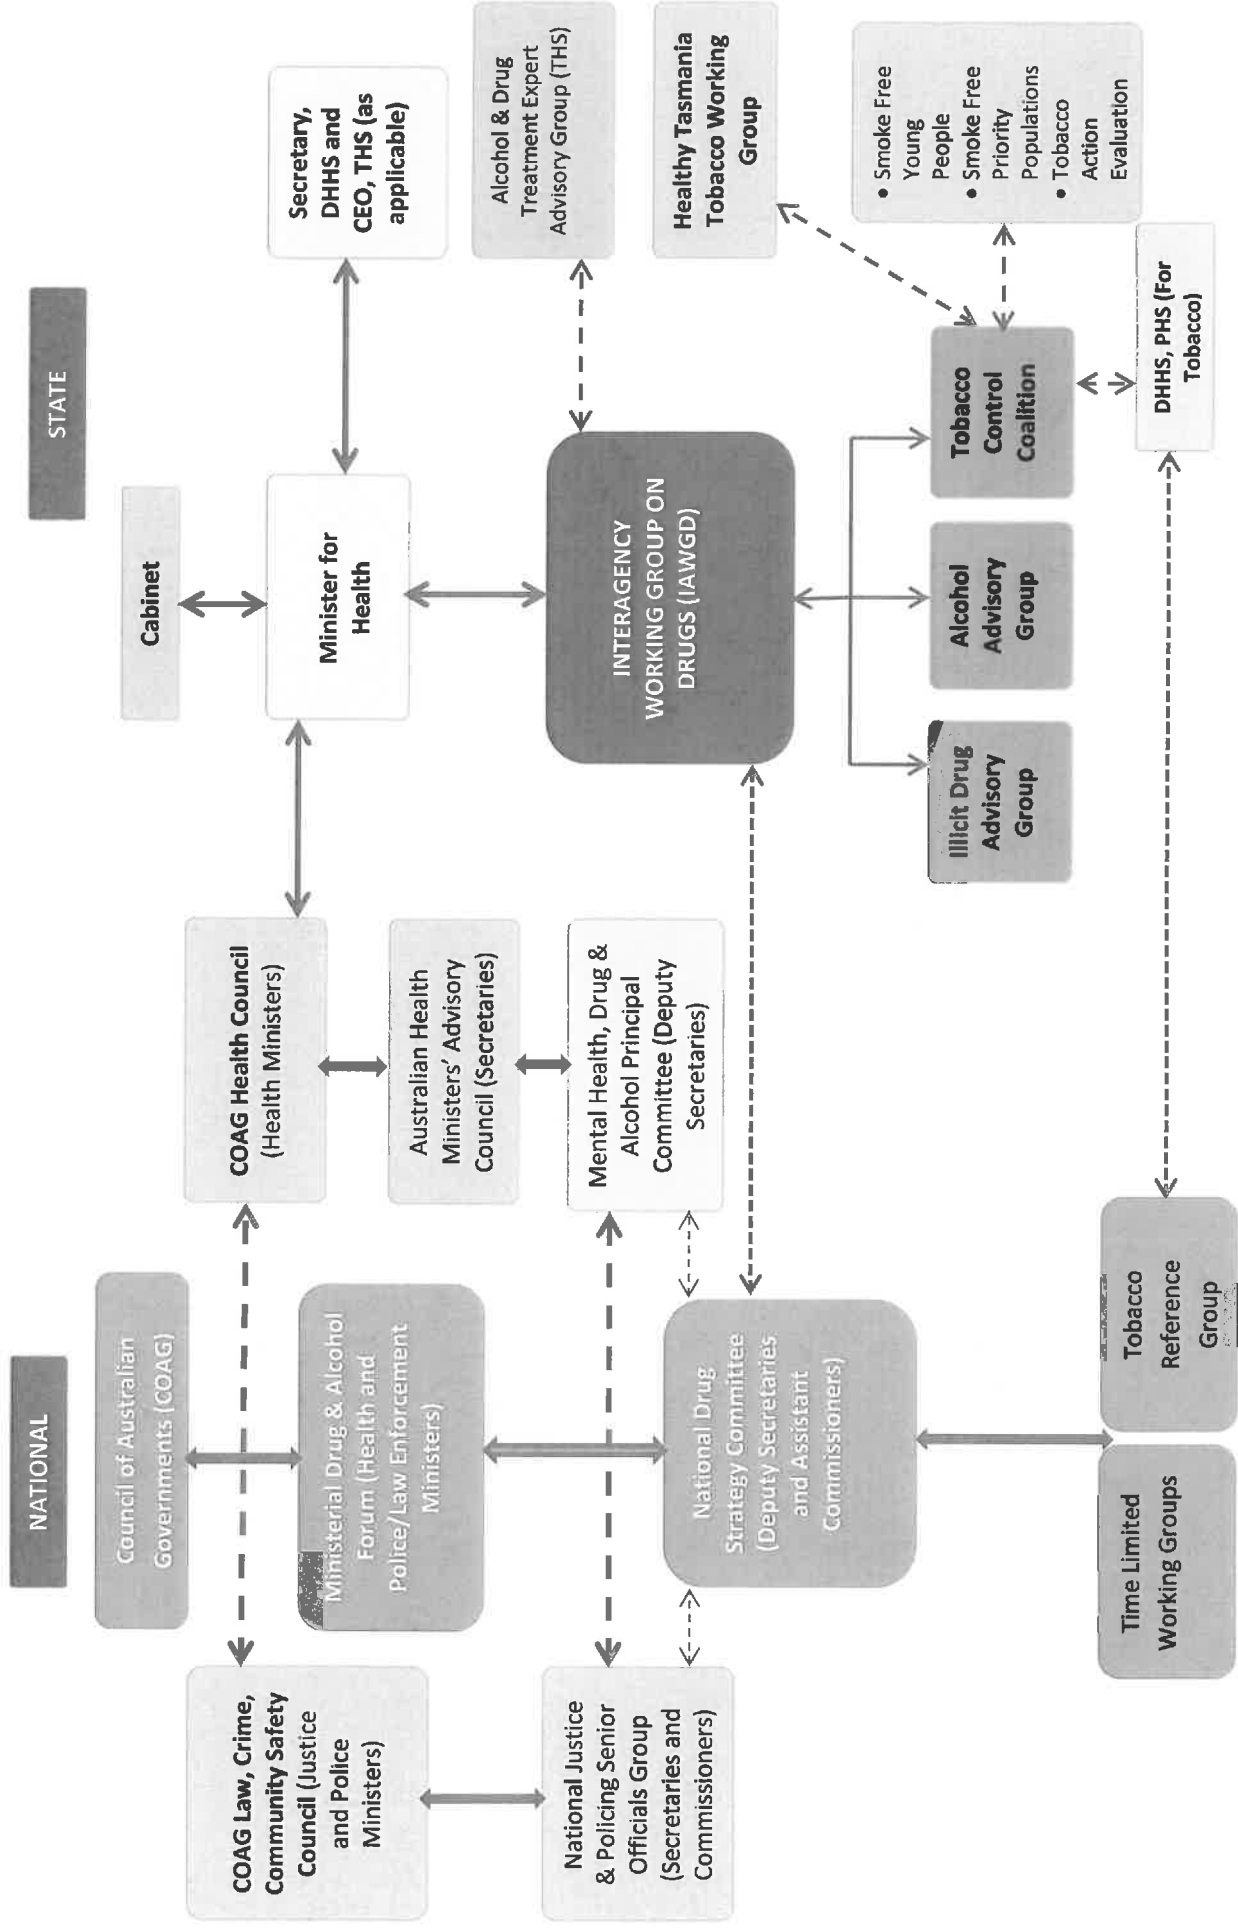 NATIONAL
STATE
Council of Australian
Governments (COAG)
Cabinet
COAG Law, Crime,
Community Safety
Council (Justice
and Police
Ministers)
Ministerial Drug & Alcohol
Forum (Health and
Police/Law Enforcement
Ministers)
COAG Health Council
(Health Ministers)
Minister for
Health
Secretary,
DHHS and
CEO, THS (as
applicable)
Australian Health
Ministers' Advisory
Council (Secretaries)
Alcohol & Drug
Treatment Expert
Advisory Group (THS)
National Justice
& Policing Senior
Officials Group
(Secretaries and
Commissioners)
National Drug
Strategy Committee
(Deputy Secretaries
and Assistant
Commissioners)
Mental Health, Drug &
Alcohol Principal
Committee (Deputy
Secretaries)
INTERAGENCY
WORKING GROUP ON
DRUGS (IAWGD)
Healthy Tasmania
Tobacco Working
Group
Illicit Drug
Advisory
Group
Alcohol
Advisory
Group
Tobacco
Control
Coalition
• Smoke Free
Young
People
• Smoke Free
Priority
Populations
• Tobacco
Action
Evaluation
Time Limited
Working Groups
Tobacco
Reference
Group
DHHS, PHS (For
Tobacco)